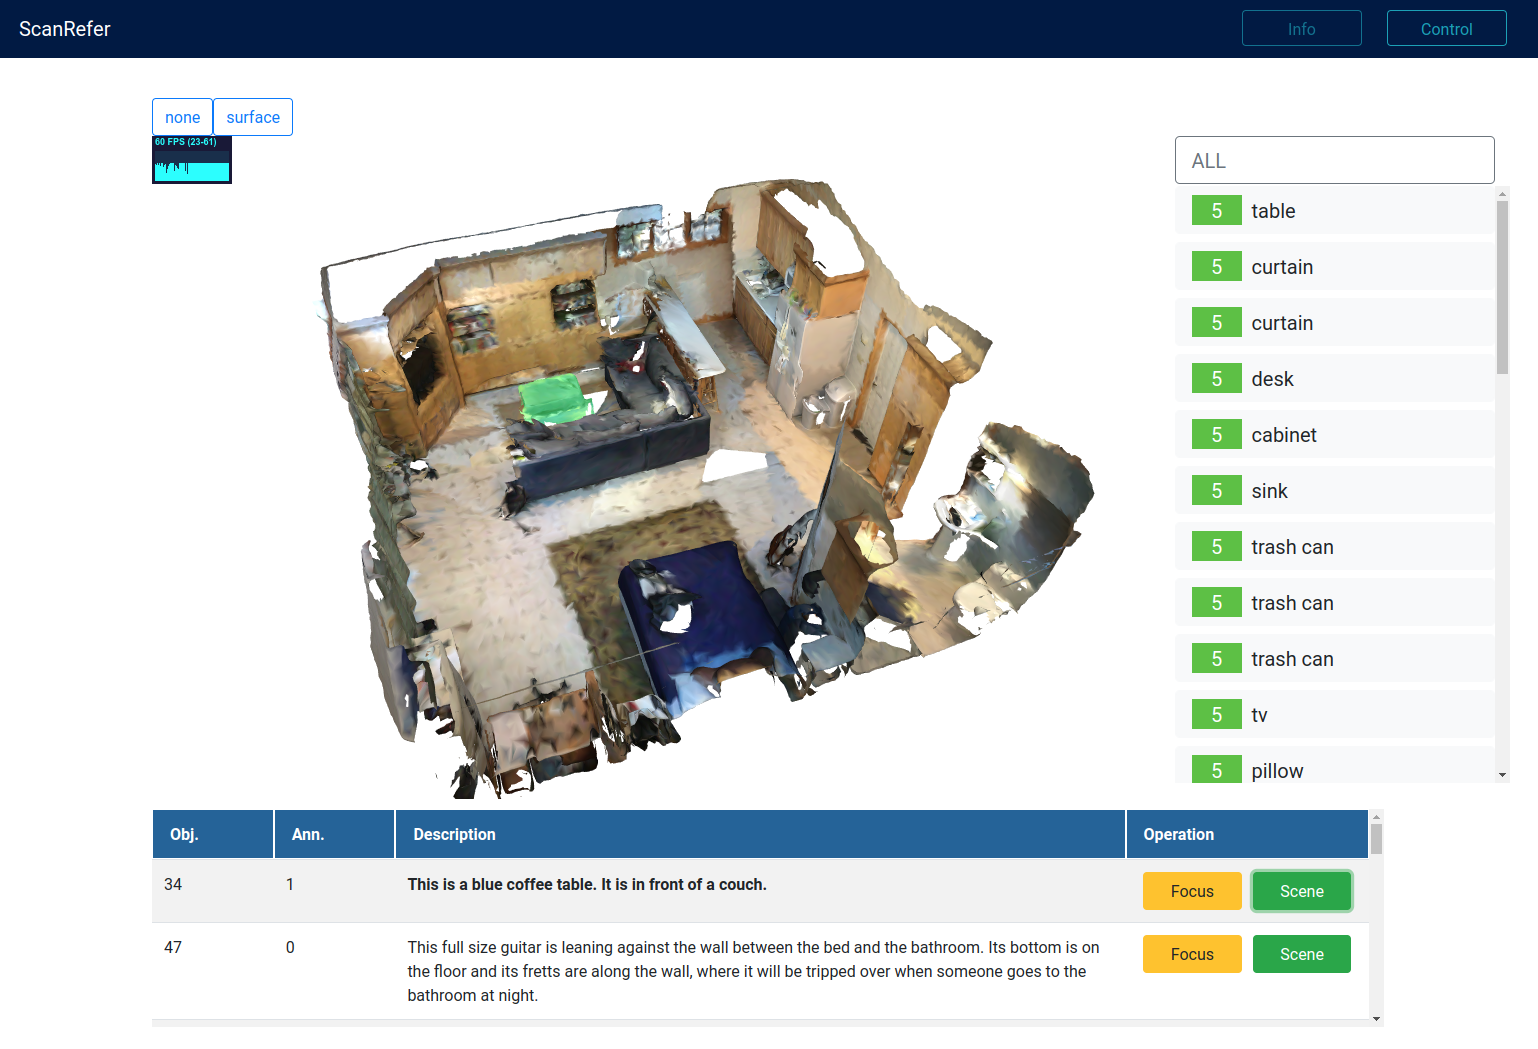 ScanRefer
Info
Control
none
surface
60 FPS (23-61)
ALL
5 table
5 curtain
5 curtain
5 desk
5 cabinet
5 sink
5 trash can
5 trash can
5 trash can
5 tv
5 pillow
Obj. Ann. Description Operation
34 1 This is a blue coffee table. It is in front of a couch. Focus Scene
47 0 This full size guitar is leaning against the wall between the bed and the bathroom. Its bottom is on Focus Scene
the floor and its fretts are along the wall, where it will be tripped over when someone goes to the
bathroom at night.